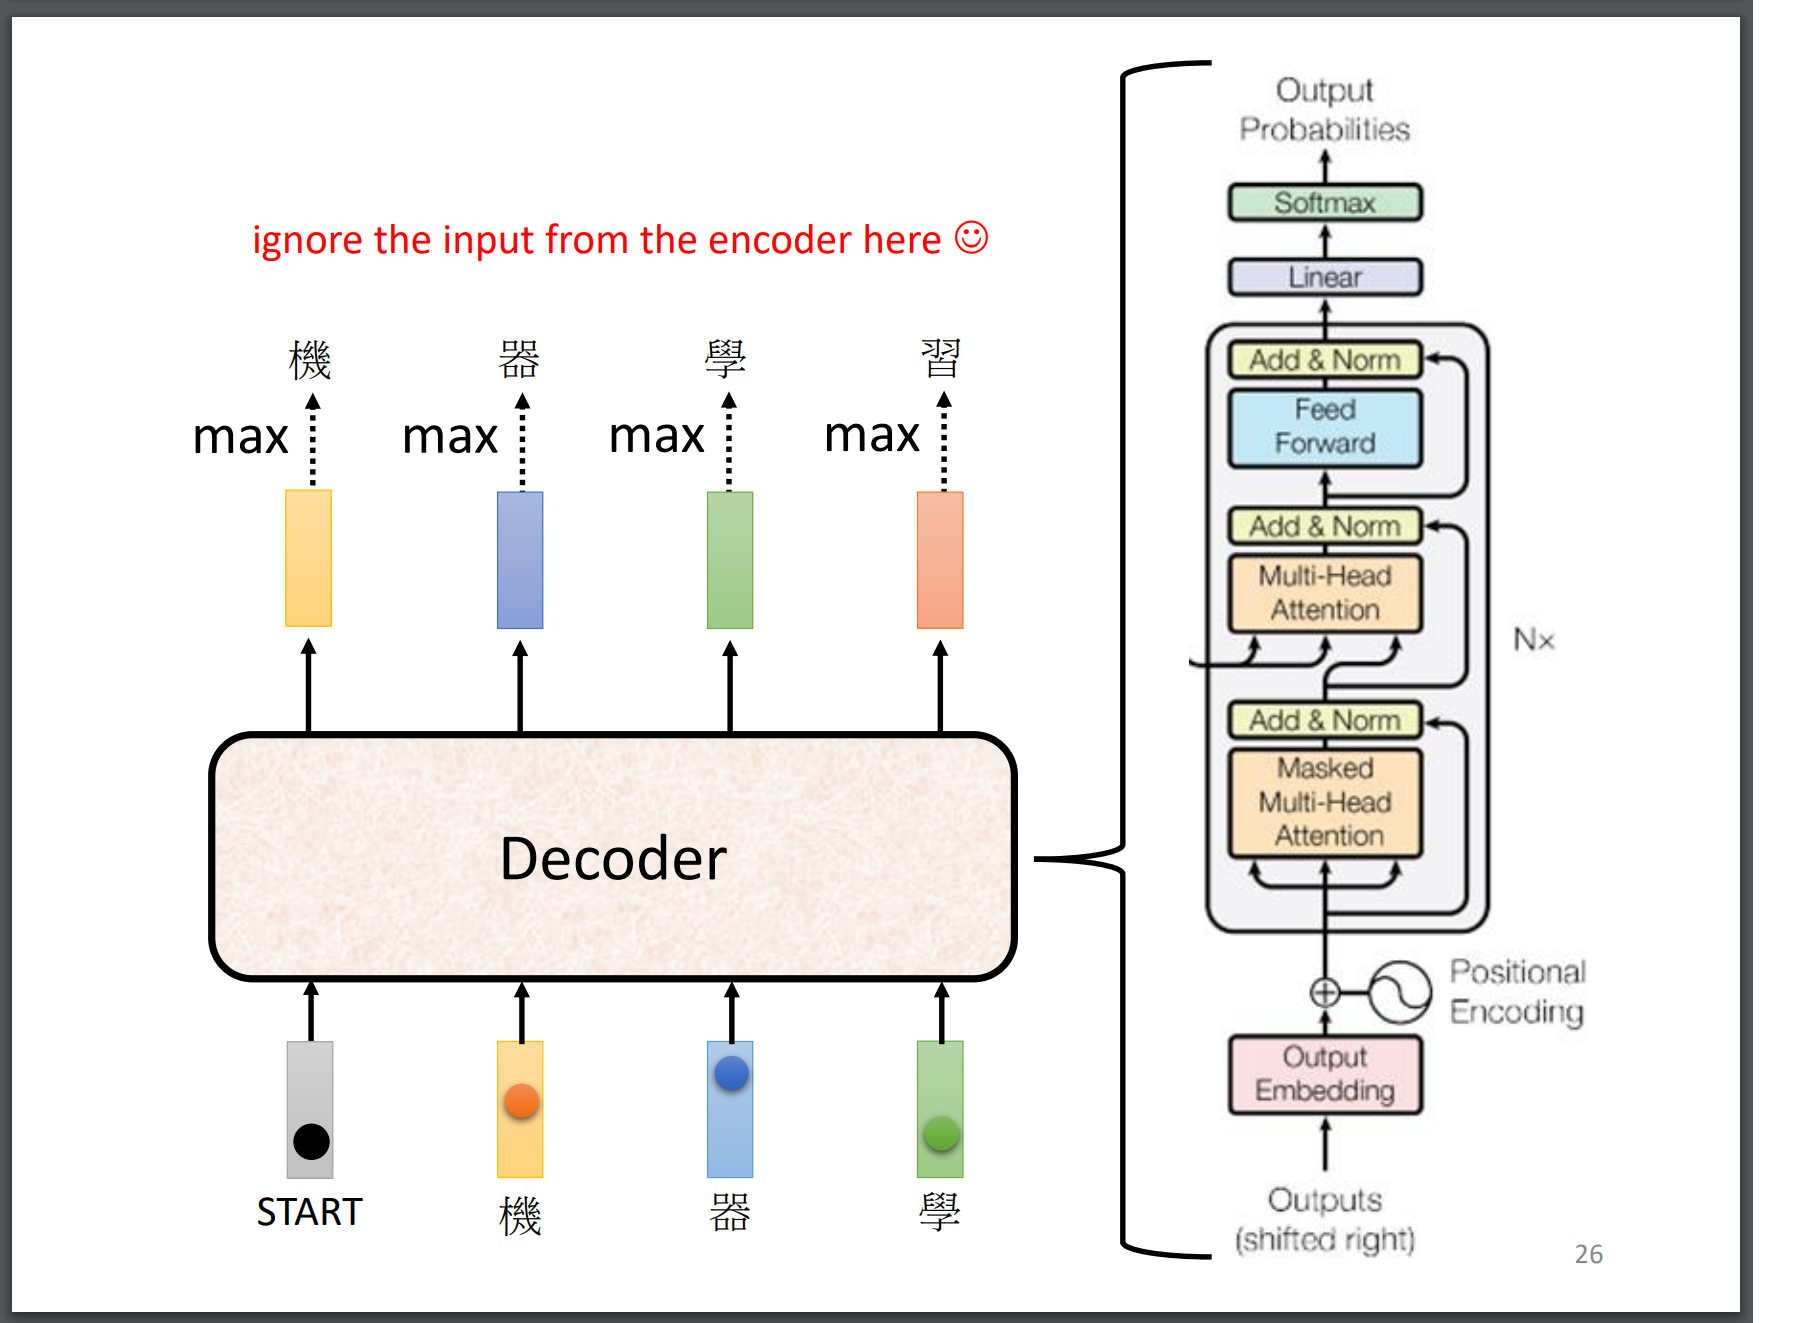 ignore the input from the encoder here ☺
機 器 學 習
max max max max
Decoder
START 機 器 學
Output
Probabilities
Softmax
Linear
Add & Norm
Feed
Forward
Add & Norm
Multi-Head
Attention
N×
Add & Norm
Masked
Multi-Head
Attention
Positional
Encoding
Output
Embedding
Outputs
(shifted right)
26